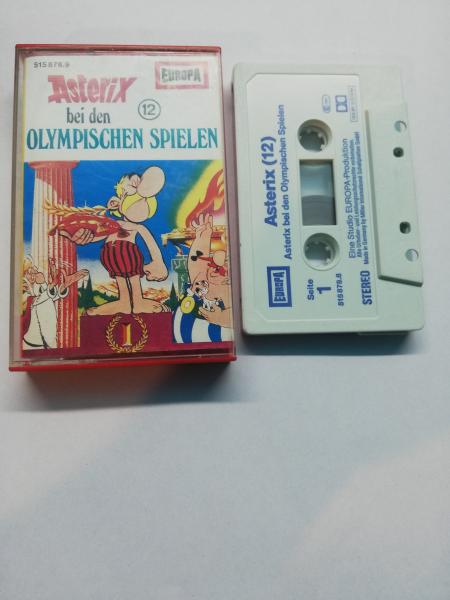 515 878.9
EUROPA
Asterix
bei den
12
OLYMPISCHEN SPIELEN
1
Asterix (12)
Asterix bei den Olympischen Spielen
EUROPA
Seite
1
Eine Studio EUROPA-Produktion
515 878.8
STEREO